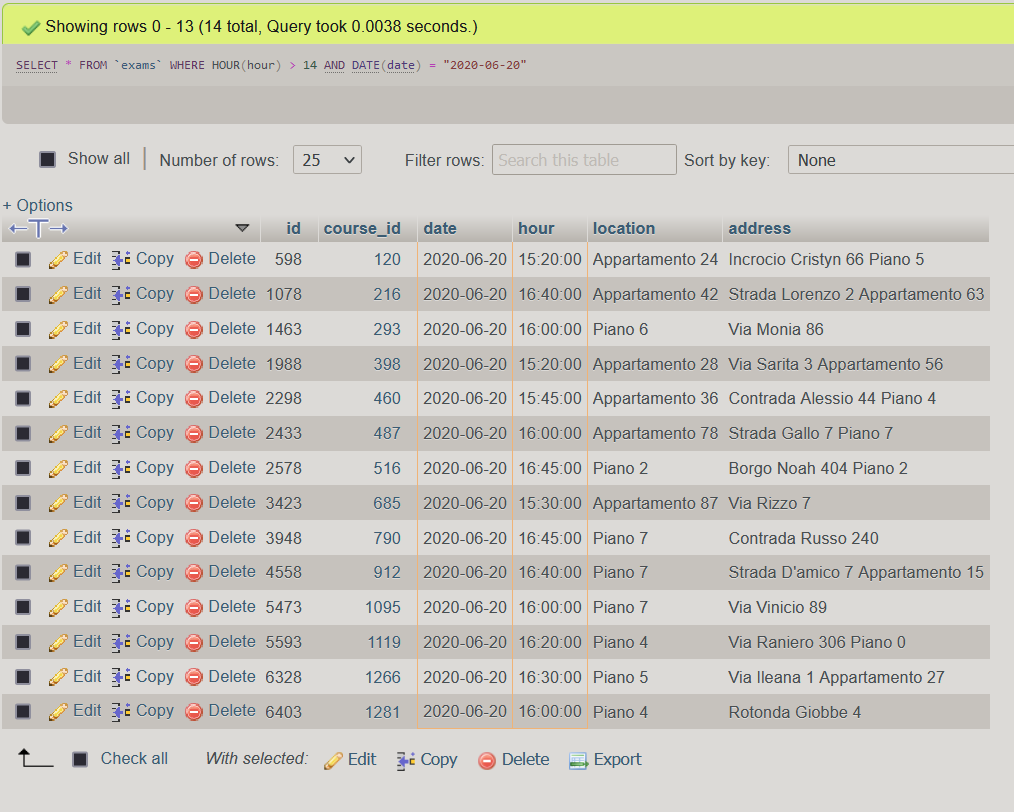 Showing rows 0 - 13 (14 total, Query took 0.0038 seconds.)
SELECT * FROM `exams` WHERE HOUR(hour) > 14 AND DATE(date) = "2020-06-20"
Show all Number of rows: 25 Filter rows: Search this table Sort by key: None
+ Options
id course_id date hour location address
Edit Copy Delete 598 120 2020-06-20 15:20:00 Appartamento 24 Incrocio Cristyn 66 Piano 5
Edit Copy Delete 1078 216 2020-06-20 16:40:00 Appartamento 42 Strada Lorenzo 2 Appartamento 63
Edit Copy Delete 1463 293 2020-06-20 16:00:00 Piano 6 Via Monia 86
Edit Copy Delete 1988 398 2020-06-20 15:20:00 Appartamento 28 Via Sarita 3 Appartamento 56
Edit Copy Delete 2298 460 2020-06-20 15:45:00 Appartamento 36 Contrada Alessio 44 Piano 4
Edit Copy Delete 2433 487 2020-06-20 16:00:00 Appartamento 78 Strada Gallo 7 Piano 7
Edit Copy Delete 2578 516 2020-06-20 16:45:00 Piano 2 Borgo Noah 404 Piano 2
Edit Copy Delete 3423 685 2020-06-20 15:30:00 Appartamento 87 Via Rizzo 7
Edit Copy Delete 3948 790 2020-06-20 16:45:00 Piano 7 Contrada Russo 240
Edit Copy Delete 4558 912 2020-06-20 16:40:00 Piano 7 Strada D'amico 7 Appartamento 15
Edit Copy Delete 5473 1095 2020-06-20 16:00:00 Piano 7 Via Vinicio 89
Edit Copy Delete 5593 1119 2020-06-20 16:20:00 Piano 4 Via Raniero 306 Piano 0
Edit Copy Delete 6328 1266 2020-06-20 16:30:00 Piano 5 Via Ileana 1 Appartamento 27
Edit Copy Delete 6403 1281 2020-06-20 16:00:00 Piano 4 Rotonda Giobbe 4
Check all With selected: Edit Copy Delete Export